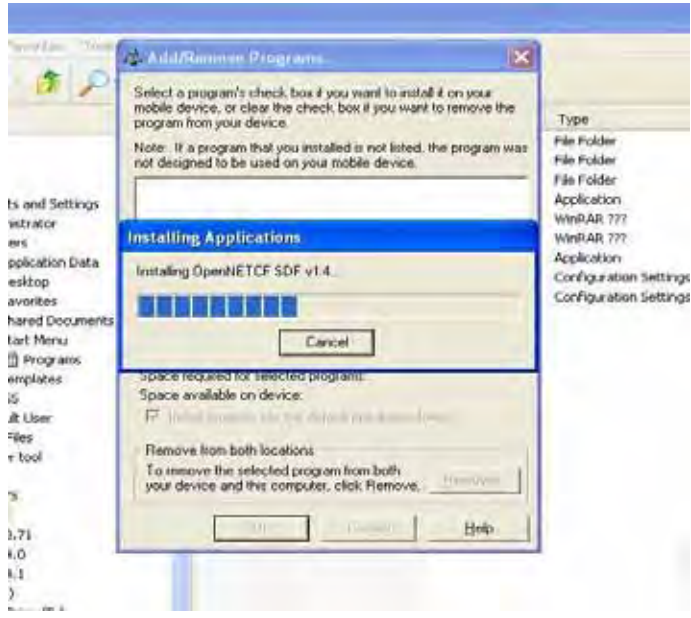 Add/Remove Programs
Select a program's check box if you want to install it on your
mobile device, or clear the check box if you want to remove the
program from your device.
Note: If a program that you installed is not listed, the program was
not designed to be used on your mobile device.
Installing Applications
Installing OpenNETCF SDF v1.4...
Cancel
Space required for selected programs:
Space available on device:
Remove from both locations
To remove the selected program from both
your device and this computer, click Remove.
Remove
Help
Type
File Folder
File Folder
File Folder
Application
WinRAR ???
WinRAR ???
Application
Configuration Settings
Configuration Settings
ts and Settings
nistrator
ers
pplication Data
esktop
avorites
hared Documents
tart Menu
Programs
emplates
ult User
Files
r tool
.71
.0
.1